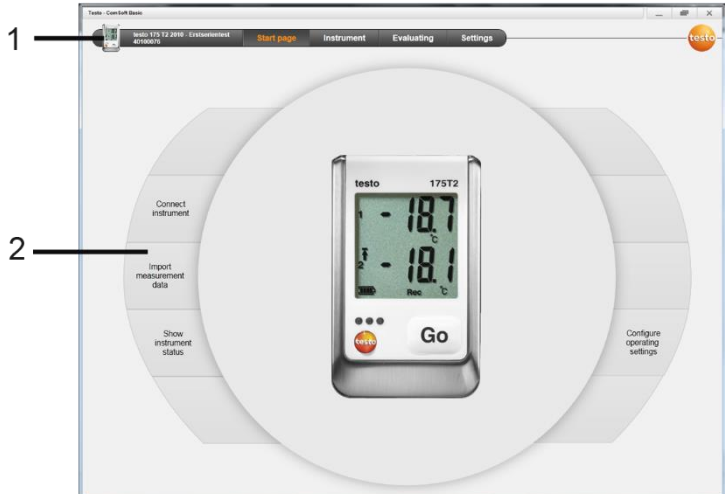 Testo - ComSoft Basic
1
testo 175 T2 2010 - Erstserientest
40100076
Start page
Instrument
Evaluating
Settings
testo
Connect
instrument
2
Import
measurement
data
Show
instrument
status
testo 175T2
1 -18.7
°C
2 -18.1
Rec °C
testo
Go
Configure
operating
settings